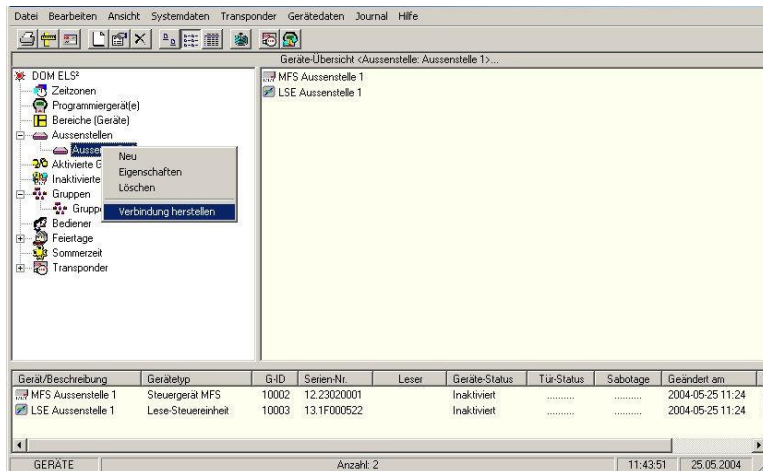 Datei Bearbeiten Ansicht Systemdaten Transponder Gerätedaten Journal Hilfe
Geräte-Übersicht <Aussenstelle: Aussenstelle 1>...
DOM ELS²
Zeitzonen
Programmiergerät(e)
Bereiche (Geräte)
Aussenstellen
Aktivierte
Inaktivierte
Gruppen
Bediener
Feiertage
Sommerzeit
Transponder
Neu
Eigenschaften
Löschen
Verbindung herstellen
MFS Aussenstelle 1
LSE Aussenstelle 1
Gerät/Beschreibung Gerätetyp G-ID Serien-Nr. Leser Geräte-Status Tür-Status Sabotage Geändert am
MFS Aussenstelle 1 Steuergerät MFS 10002 12.23020001 Inaktiviert .......... .......... 2004-05-25 11:24
LSE Aussenstelle 1 Lese-Steuereinheit 10003 13.1F000522 Inaktiviert .......... .......... 2004-05-25 11:24
GERÄTE Anzahl: 2 11:43:51 25.05.2004